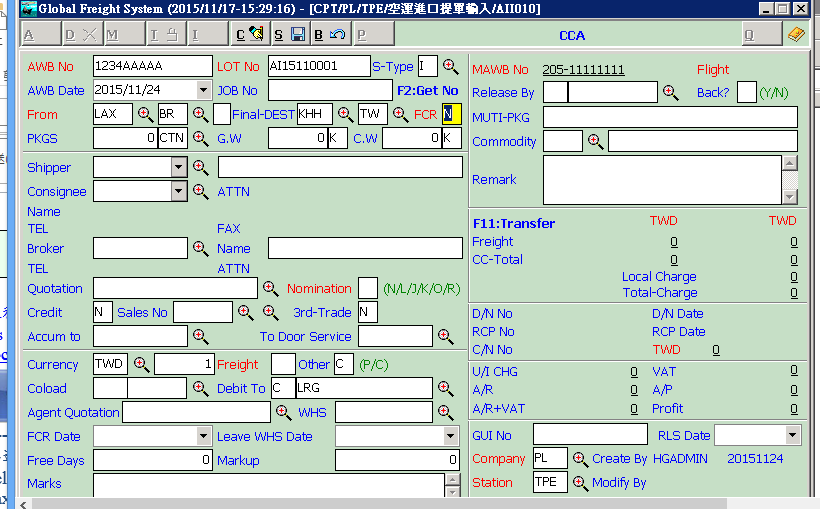 Global Freight System (2015/11/17-15:29:16) - [CPT/PL/TPE/空運進口提單輸入/AII010]
A D M T I C S B P CCA Q
AWB No 1234AAAAA LOT No AI15110001 S-Type I
AWB Date 2015/11/24 JOB No F2:Get No
From LAX BR Final-DEST KHH TW FCR N
PKGS 0 CTN G.W 0 K C.W 0 K
Shipper
Consignee ATTN
Name
TEL FAX
Broker Name
TEL ATTN
Quotation Nomination (N/L/J/K/O/R)
Credit N Sales No 3rd-Trade N
Accum to To Door Service
Currency TWD 1 Freight Other C (P/C)
Coload Debit To C LRG
Agent Quotation WHS
FCR Date Leave WHS Date
Free Days 0 Markup 0
Marks
MAWB No 205-11111111 Flight
Release By Back? (Y/N)
MUTI-PKG
Commodity
Remark
F11:Transfer TWD TWD
Freight 0 0
CC-Total 0 0
Local Charge 0
Total-Charge 0
D/N No D/N Date
RCP No RCP Date
C/N No TWD 0
U/I CHG 0 VAT 0
A/R 0 A/P 0
A/R+VAT 0 Profit 0
GUI No RLS Date
Company PL Create By HGADMIN 20151124
Station TPE Modify By